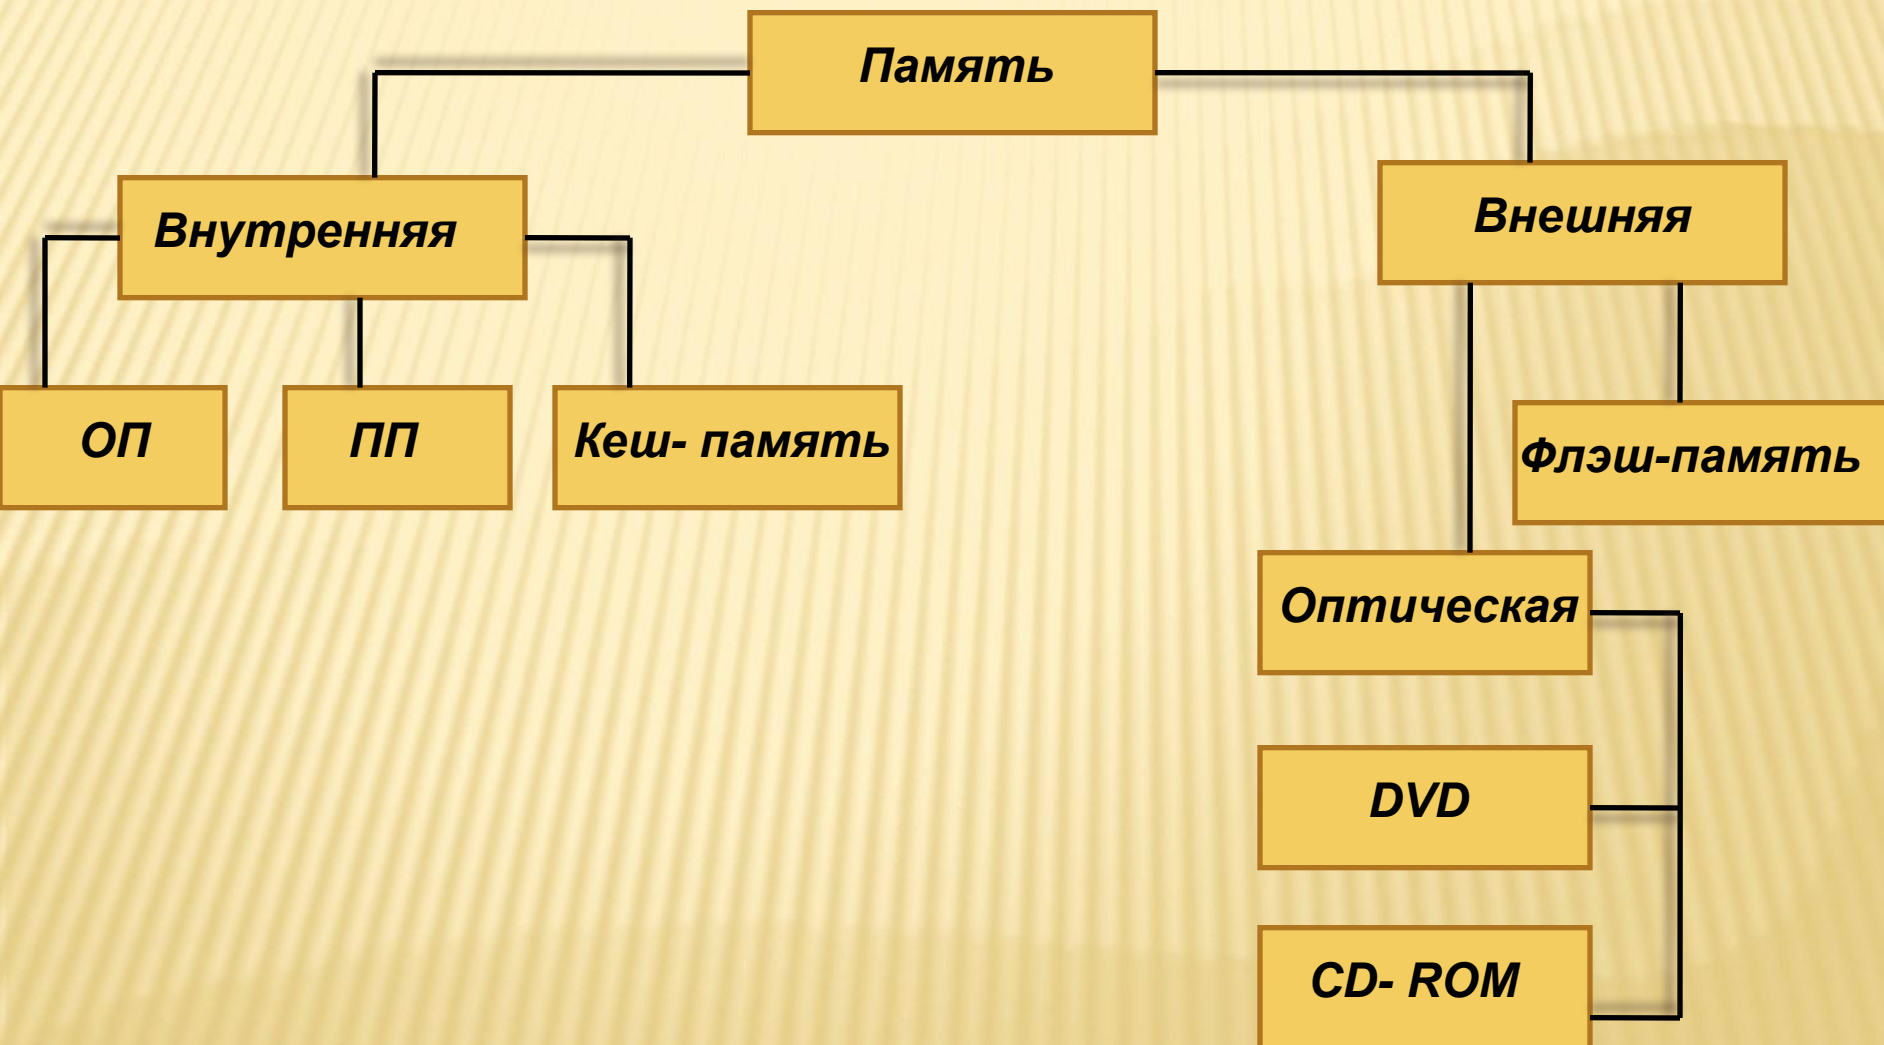 Память
Внутренняя
Внешняя
ОП
ПП
Кеш- память
Флэш-память
Оптическая
DVD
CD- ROM